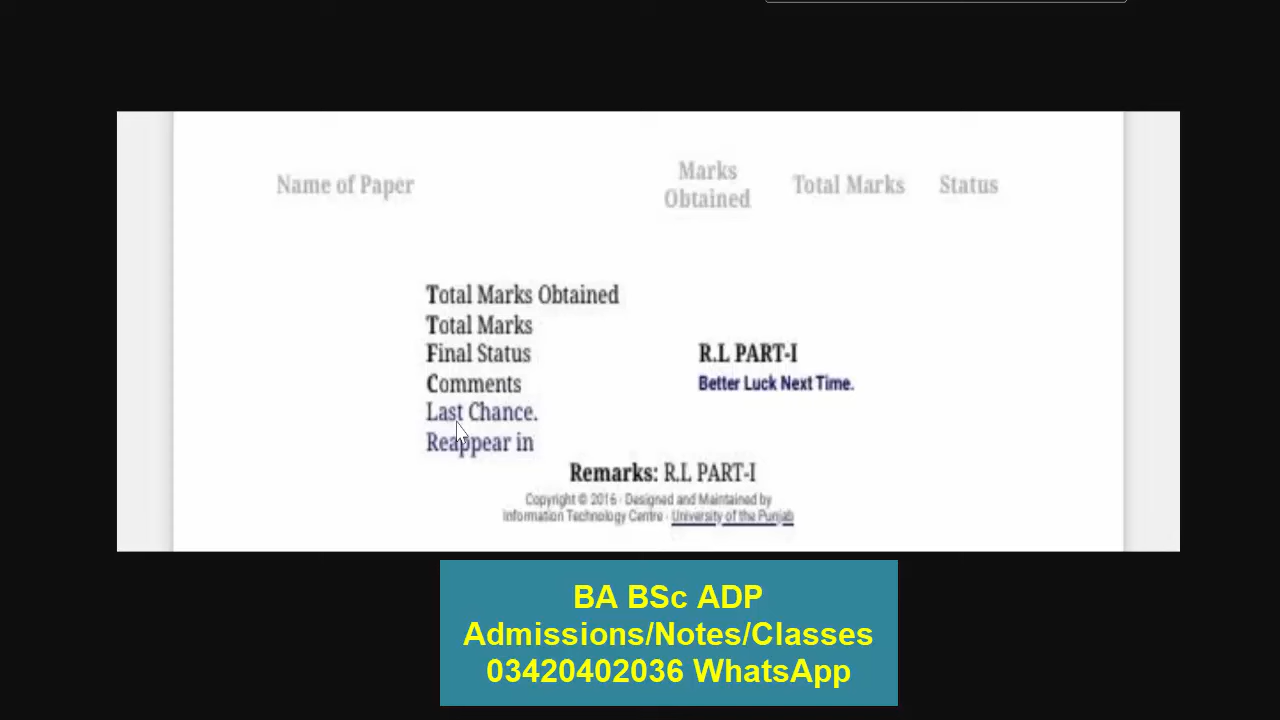 Name of Paper
Marks
Obtained
Total Marks
Status
Total Marks Obtained
Total Marks
Final Status
R.L PART-I
Comments
Better Luck Next Time.
Last Chance.
Reappear in
Remarks: R.L PART-I
Copyright © 2016 · Designed and Maintained by
Information Technology Centre · University of the Punjab
BA BSc ADP
Admissions/Notes/Classes
03420402036 WhatsApp